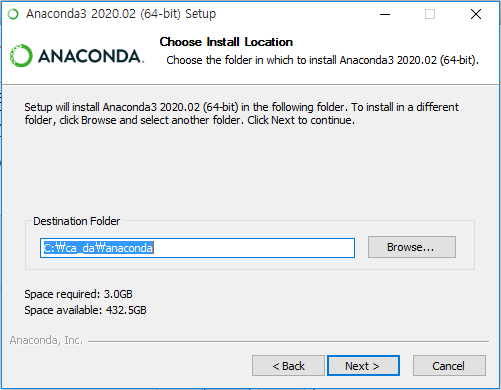 Anaconda3 2020.02 (64-bit) Setup
ANACONDA.
Choose Install Location
Choose the folder in which to install Anaconda3 2020.02 (64-bit).
Setup will install Anaconda3 2020.02 (64-bit) in the following folder. To install in a different
folder, click Browse and select another folder. Click Next to continue.
Destination Folder
C:₩ca_da₩anaconda
Browse...
Space required: 3.0GB
Space available: 432.5GB
Anaconda, Inc.
< Back
Next >
Cancel